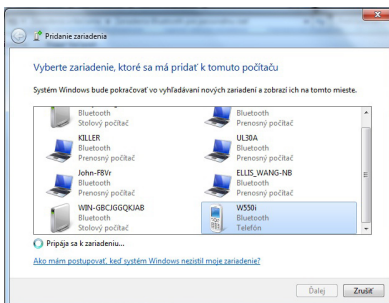 Pridanie zariadenia
Vyberte zariadenie, ktoré sa má pridať k tomuto počítaču
Systém Windows bude pokračovať vo vyhľadávaní nových zariadení a zobrazí ich na tomto mieste.
Bluetooth
Stolový počítač
Bluetooth
Prenosný počítač
KILLER
Bluetooth
Prenosný počítač
UL30A
Bluetooth
Prenosný počítač
John-F8Vr
Bluetooth
Prenosný počítač
ELLIS_WANG-NB
Bluetooth
Prenosný počítač
WIN-GBCJGGQKJAB
Bluetooth
Stolový počítač
W550i
Bluetooth
Telefón
Pripája sa k zariadeniu...
Ako mám postupovať, keď systém Windows nezistil moje zariadenie?
Ďalej
Zrušiť